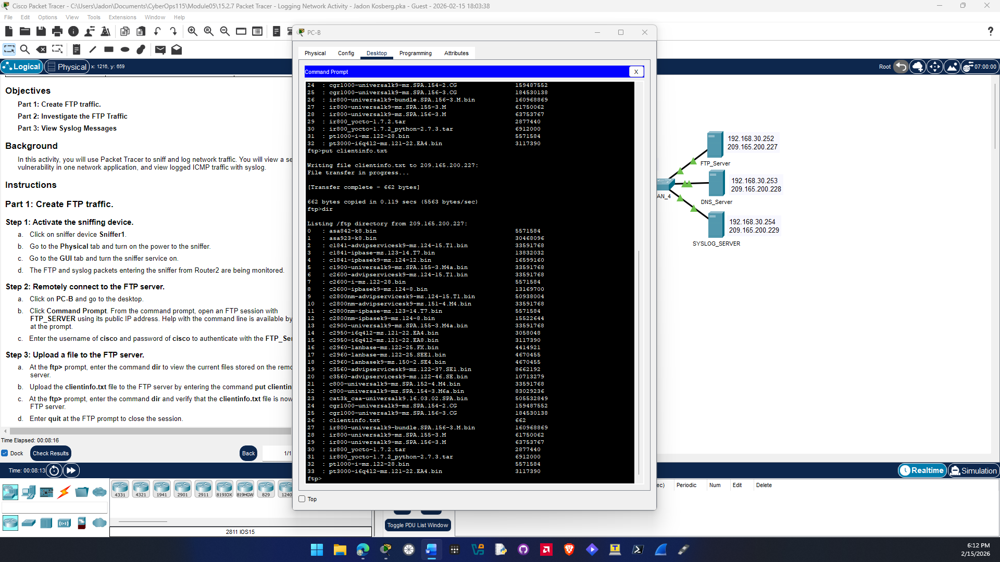 Cisco Packet Tracer - C:\Users\Jadon\Documents\CyberOps115\Module05\15.2.7 Packet Tracer - Logging Network Activity - Jadon Kosberg.pka - Guest - 2026-02-15 18:03:38
File Edit Options View Tools Extensions Window Help
Logical Physical x: 1216, y: 659
Root 07:00:00
Objectives
Part 1: Create FTP traffic.
Part 2: Investigate the FTP Traffic
Part 3: View Syslog Messages
Background
In this activity, you will use Packet Tracer to sniff and log network traffic. You will view a se
vulnerability in one network application, and view logged ICMP traffic with syslog.
Instructions
Part 1: Create FTP traffic.
Step 1: Activate the sniffing device.
a. Click on sniffer device Sniffer1.
b. Go to the Physical tab and turn on the power to the sniffer.
c. Go to the GUI tab and turn the sniffer service on.
d. The FTP and syslog packets entering the sniffer from Router2 are being monitored.
Step 2: Remotely connect to the FTP server.
a. Click on PC-B and go to the desktop.
b. Click Command Prompt. From the command prompt, open an FTP session with
FTP_SERVER using its public IP address. Help with the command line is available by
at the prompt.
c. Enter the username of cisco and password of cisco to authenticate with the FTP_Se
Step 3: Upload a file to the FTP server.
a. At the ftp> prompt, enter the command dir to view the current files stored on the remo
server.
b. Upload the clientinfo.txt file to the FTP server by entering the command put clientin
c. At the ftp> prompt, enter the command dir and verify that the clientinfo.txt file is now
FTP server.
d. Enter quit at the FTP prompt to close the session.
Time Elapsed: 00:08:16
Dock Check Results Back 1/1
Time: 00:08:13
4331 4321 1941 2901 2911 819IOX 819HGW 829 1240
2811 IOS15
PC-B
Physical Config Desktop Programming Attributes
Command Prompt X
24 : cgr1000-universalk9-mz.SPA.154-2.CG 159487552
25 : cgr1000-universalk9-mz.SPA.156-3.CG 184530138
26 : ir800-universalk9-bundle.SPA.156-3.M.bin 160968869
27 : ir800-universalk9-mz.SPA.155-3.M 61750062
28 : ir800-universalk9-mz.SPA.156-3.M 63753767
29 : ir800_yocto-1.7.2.tar 2877440
30 : ir800_yocto-1.7.2_python-2.7.3.tar 6912000
31 : pt1000-i-mz.122-28.bin 5571584
32 : pt3000-i6q4l2-mz.121-22.EA4.bin 3117390
ftp>put clientinfo.txt
Writing file clientinfo.txt to 209.165.200.227:
File transfer in progress...
[Transfer complete - 662 bytes]
662 bytes copied in 0.119 secs (5563 bytes/sec)
ftp>dir
Listing /ftp directory from 209.165.200.227:
0 : asa842-k8.bin 5571584
1 : asa923-k8.bin 30468096
2 : c1841-advipservicesk9-mz.124-15.T1.bin 33591768
3 : c1841-ipbase-mz.123-14.T7.bin 13832032
4 : c1841-ipbasek9-mz.124-12.bin 16599160
5 : c1900-universalk9-mz.SPA.155-3.M4a.bin 33591768
6 : c2600-advipservicesk9-mz.124-15.T1.bin 33591768
7 : c2600-i-mz.122-28.bin 5571584
8 : c2600-ipbasek9-mz.124-8.bin 13169700
9 : c2800nm-advipservicesk9-mz.124-15.T1.bin 50938004
10 : c2800nm-advipservicesk9-mz.151-4.M4.bin 33591768
11 : c2800nm-ipbase-mz.123-14.T7.bin 5571584
12 : c2800nm-ipbasek9-mz.124-8.bin 15522644
13 : c2900-universalk9-mz.SPA.155-3.M4a.bin 33591768
14 : c2950-i6q4l2-mz.121-22.EA4.bin 3058048
15 : c2950-i6q4l2-mz.121-22.EA8.bin 3117390
16 : c2960-lanbase-mz.122-25.FX.bin 4414921
17 : c2960-lanbase-mz.122-25.SEE1.bin 4670455
18 : c2960-lanbasek9-mz.150-2.SE4.bin 4670455
19 : c3560-advipservicesk9-mz.122-37.SE1.bin 8662192
20 : c3560-advipservicesk9-mz.122-46.SE.bin 10713279
21 : c800-universalk9-mz.SPA.152-4.M4.bin 33591768
22 : c800-universalk9-mz.SPA.154-3.M6a.bin 83029236
23 : cat3k_caa-universalk9.16.03.02.SPA.bin 505532849
24 : cgr1000-universalk9-mz.SPA.154-2.CG 159487552
25 : cgr1000-universalk9-mz.SPA.156-3.CG 184530138
26 : clientinfo.txt 662
27 : ir800-universalk9-bundle.SPA.156-3.M.bin 160968869
28 : ir800-universalk9-mz.SPA.155-3.M 61750062
29 : ir800-universalk9-mz.SPA.156-3.M 63753767
30 : ir800_yocto-1.7.2.tar 2877440
31 : ir800_yocto-1.7.2_python-2.7.3.tar 6912000
32 : pt1000-i-mz.122-28.bin 5571584
33 : pt3000-i6q4l2-mz.121-22.EA4.bin 3117390
ftp>
Top
192.168.30.252
209.165.200.227
FTP_Server
192.168.30.253
209.165.200.228
AN_4
DNS_Server
192.168.30.254
209.165.200.229
SYSLOG_SERVER
Realtime Simulation
ec) Periodic Num Edit Delete
Toggle PDU List Window
6:12 PM
2/15/2026